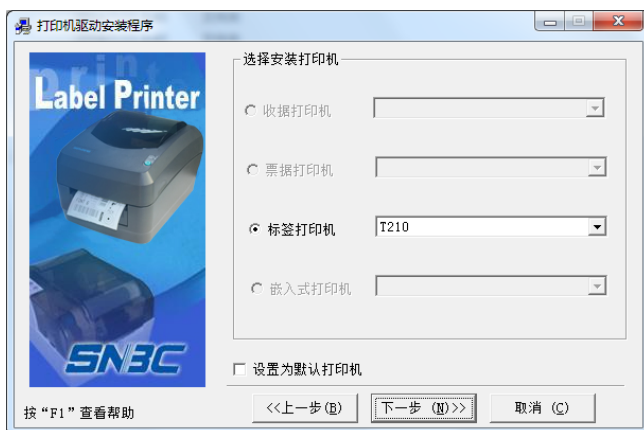 打印机驱动安装程序
printer
Label Printer
SNBC
选择安装打印机
收据打印机
票据打印机
标签打印机 T210
嵌入式打印机
设置为默认打印机
按“F1”查看帮助
<<上一步(B) 下一步 (N)>> 取消 (C)